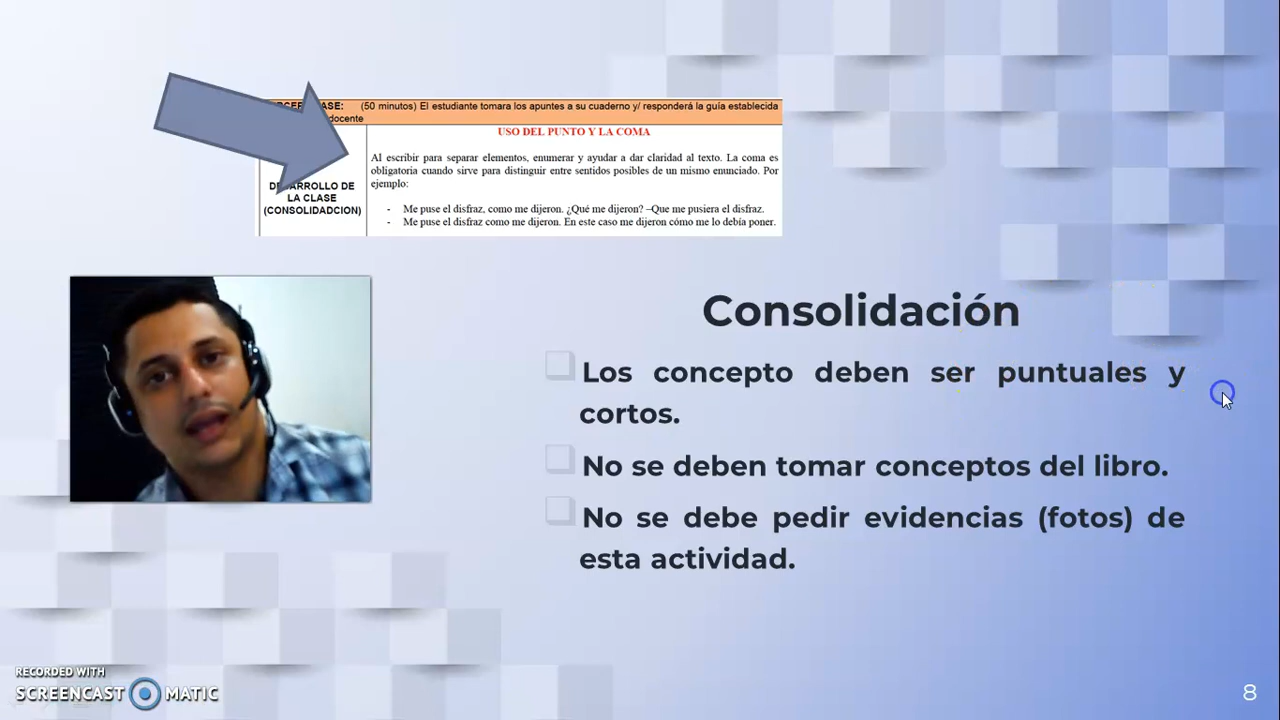 CLASE: (50 minutos) El estudiante tomara los apuntes a su cuaderno y/ responderá la guía establecida
docente
USO DEL PUNTO Y LA COMA
Al escribir para separar elementos, enumerar y ayudar a dar claridad al texto. La coma es
obligatoria cuando sirve para distinguir entre sentidos posibles de un mismo enunciado. Por
ejemplo:
- Me puse el disfraz, como me dijeron. ¿Qué me dijeron? –Que me pusiera el disfraz.
- Me puse el disfraz como me dijeron. En este caso me dijeron cómo me lo debía poner.
DESARROLLO DE
LA CLASE
(CONSOLIDADCION)
Consolidación
Los concepto deben ser puntuales y
cortos.
No se deben tomar conceptos del libro.
No se debe pedir evidencias (fotos) de
esta actividad.
RECORDED WITH
SCREENCAST MATIC
8